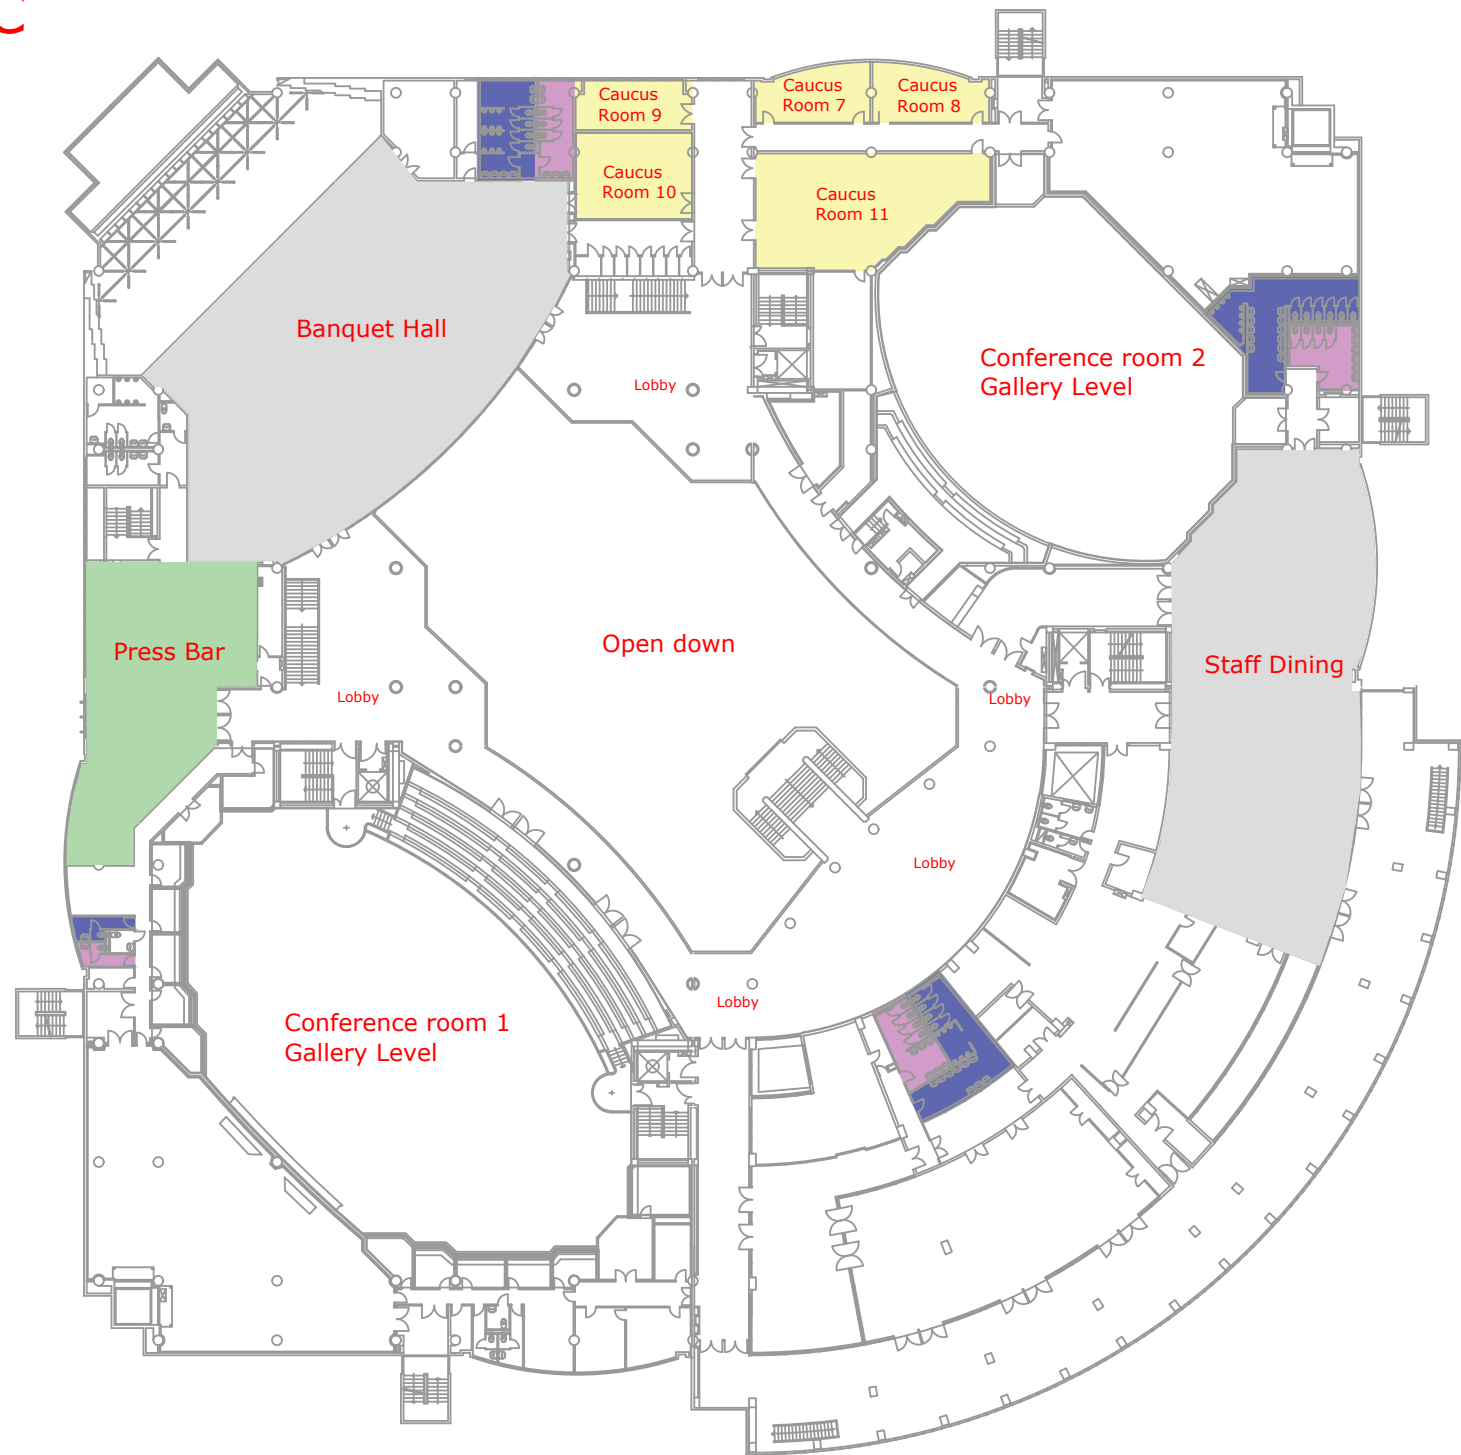 Caucus
Room 7
Caucus
Room 8
Caucus
Room 9
Caucus
Room 10
Caucus
Room 11
Banquet Hall
Lobby
Conference room 2
Gallery Level
Press Bar
Open down
Staff Dining
Lobby
Lobby
Lobby
Lobby
Conference room 1
Gallery Level